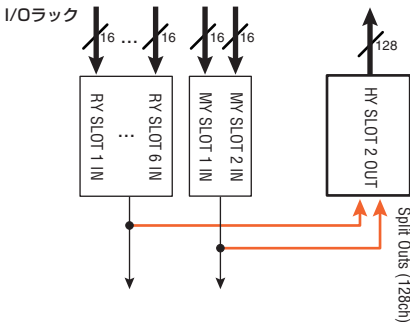 I/Oラック
16 ... 16 16 16
128
RY SLOT 1 IN
...
RY SLOT 6 IN
MY SLOT 1 IN
MY SLOT 2 IN
HY SLOT 2 OUT
Split Outs (128ch)